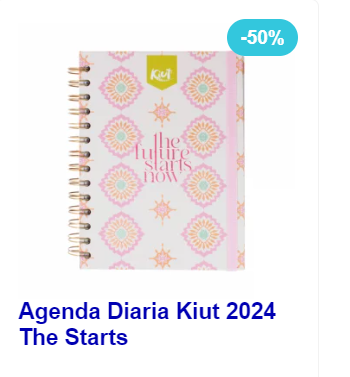 -50%
Kiut
the
future
starts
now
Agenda Diaria Kiut 2024
The Starts